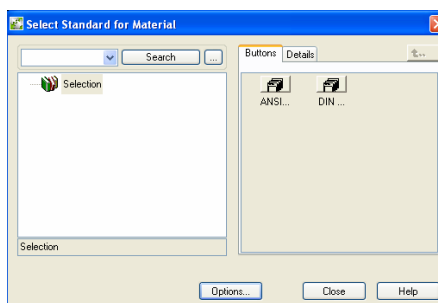 Select Standard for Material
Search
...
Selection
Selection
Buttons
Details
ANSI...
DIN ...
Options...
Close
Help